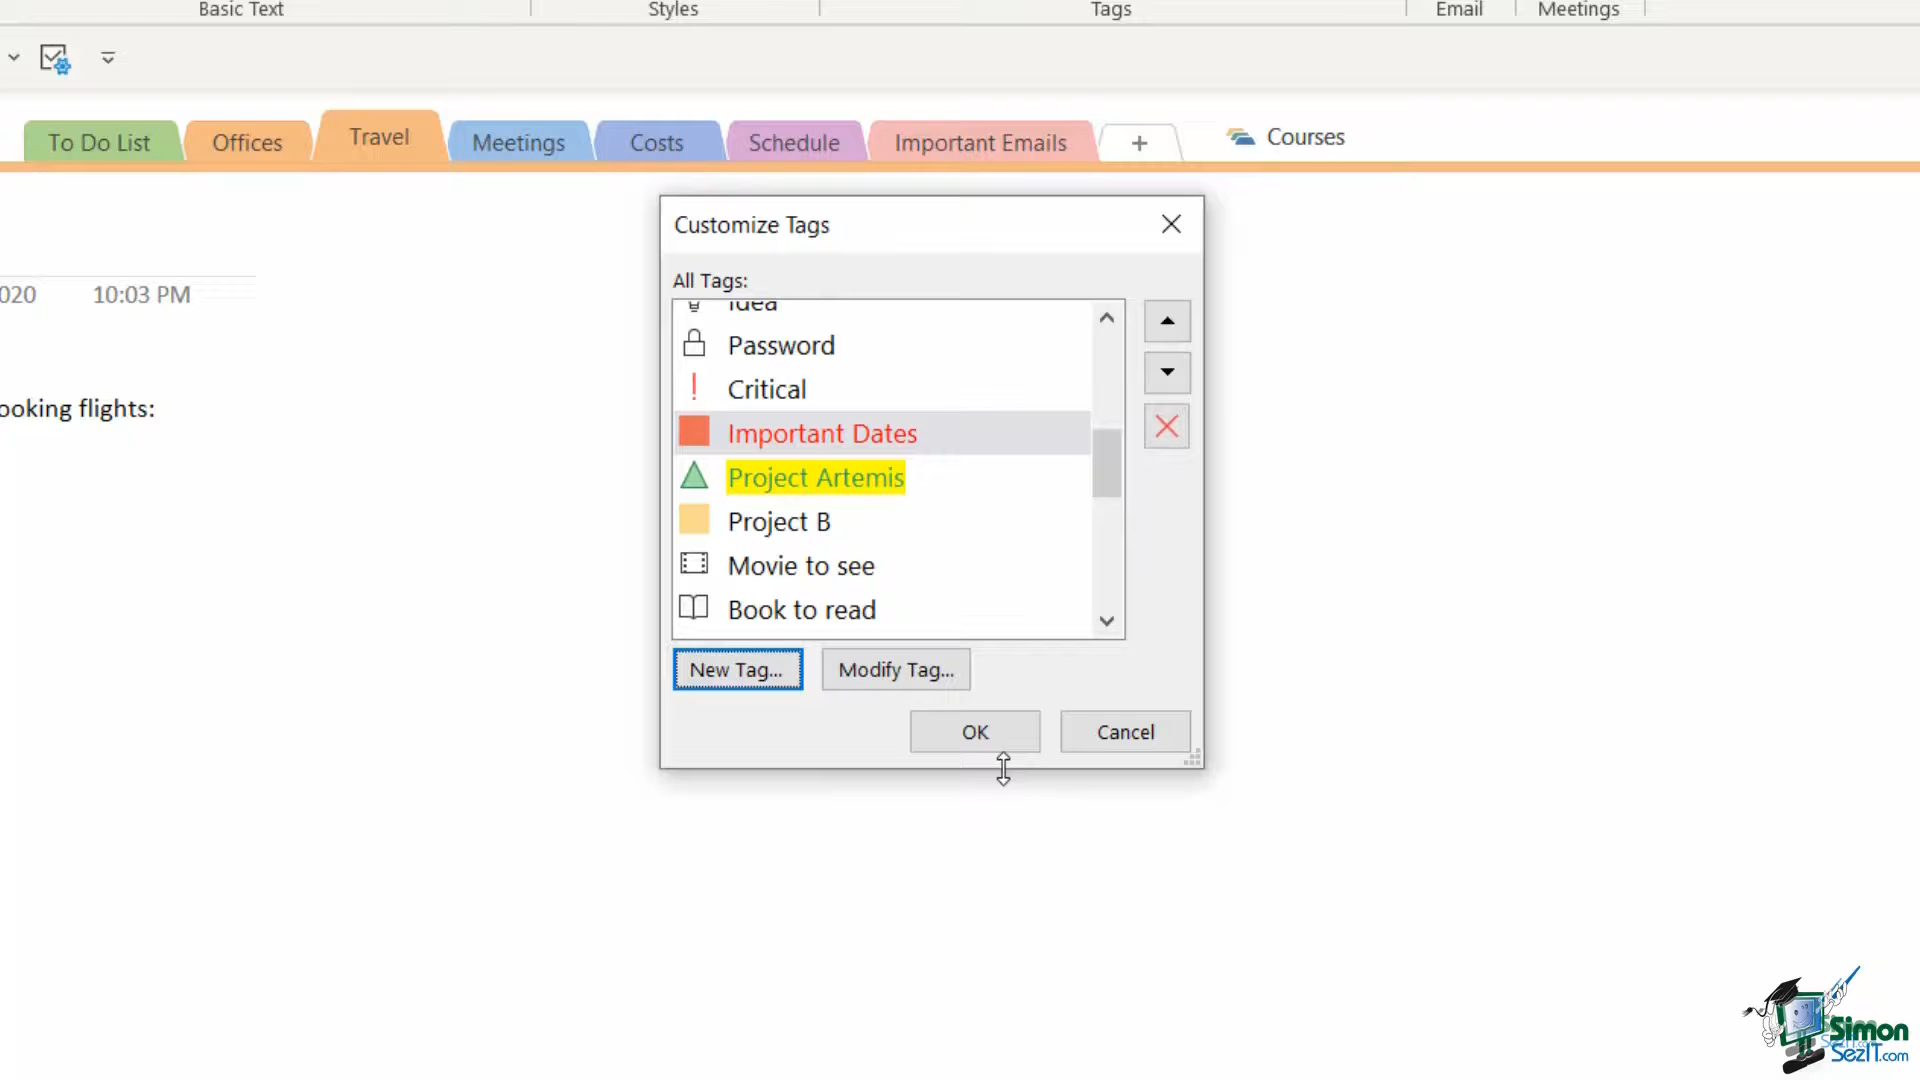 Basic Text Styles Tags Email Meetings
To Do List Offices Travel Meetings Costs Schedule Important Emails + Courses
Customize Tags
All Tags:
020 10:03 PM
Idea
Password
Critical
ooking flights:
Important Dates
Project Artemis
Project B
Movie to see
Book to read
New Tag... Modify Tag...
OK Cancel
Simon
SezIT.com